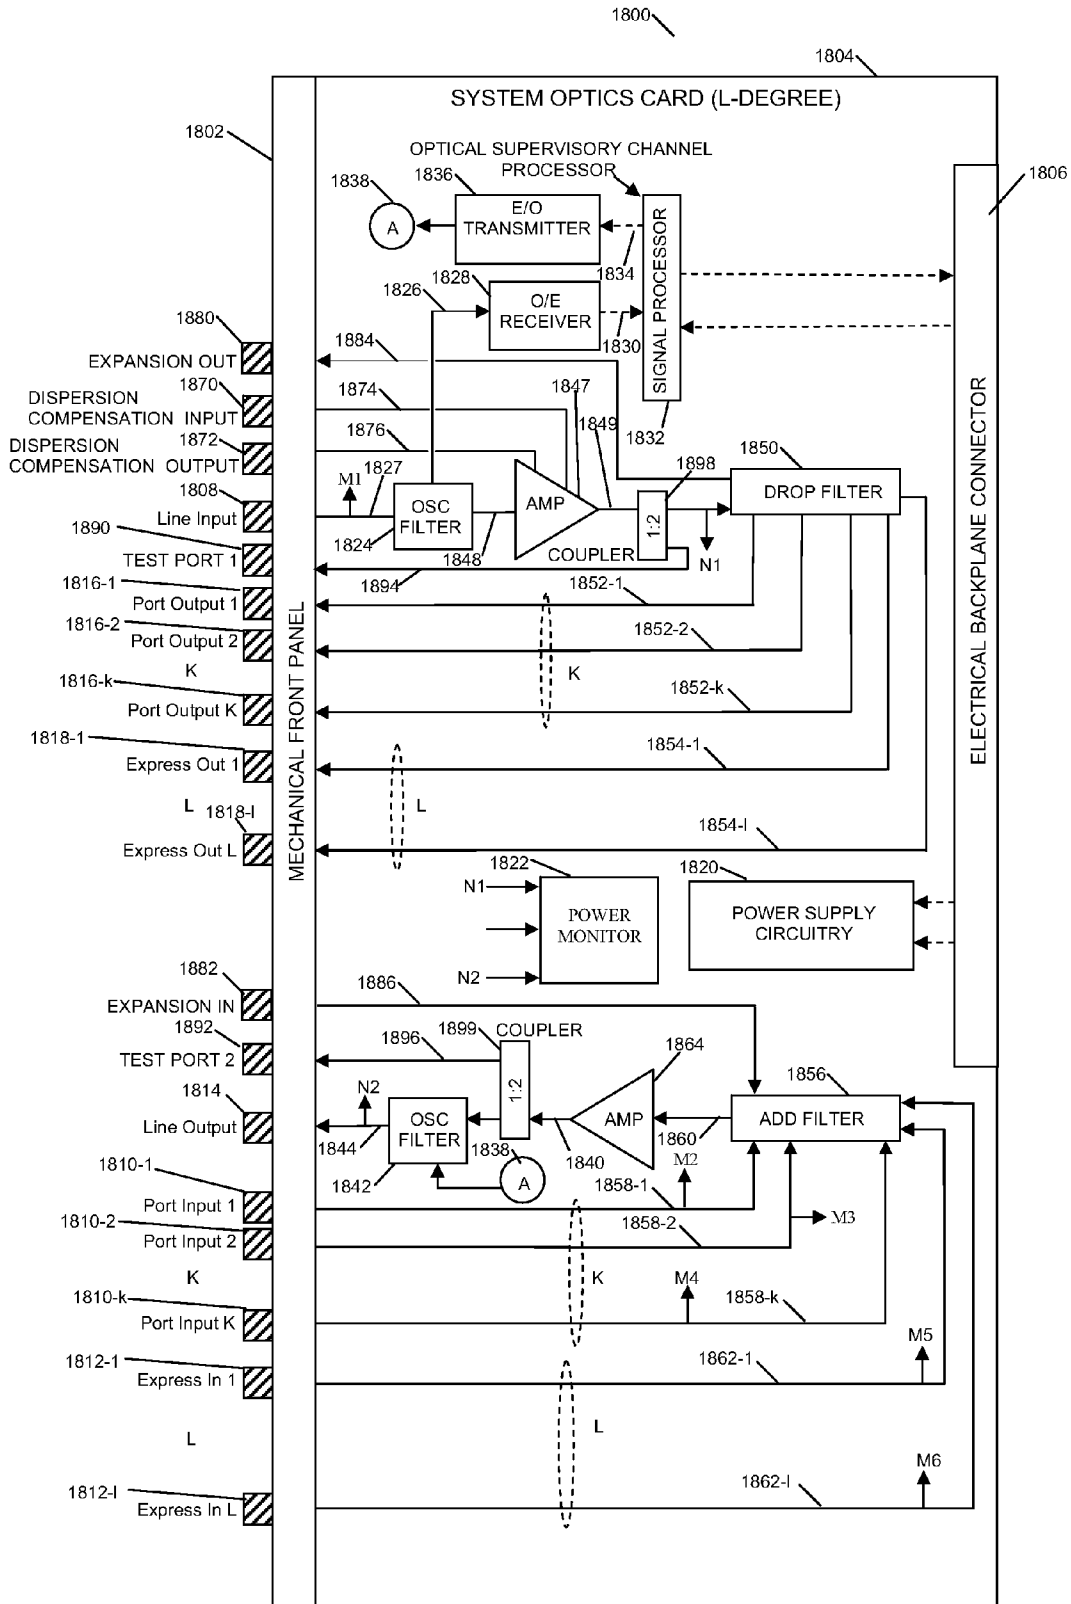 1800
1804
SYSTEM OPTICS CARD (L-DEGREE)
1802
OPTICAL SUPERVISORY CHANNEL
PROCESSOR
1806
1838
1836
A
E/O
TRANSMITTER
1834
SIGNAL PROCESSOR
1826
1828
O/E
RECEIVER
1830
1832
1880
EXPANSION OUT
1884
1870
DISPERSION
COMPENSATION INPUT
1874
1847
1849
1872
DISPERSION
COMPENSATION OUTPUT
1876
1898
1850
1808
Line Input
M1
1827
OSC
FILTER
1824
1848
AMP
1:2
COUPLER
DROP FILTER
N1
1890
TEST PORT 1
1894
1816-1
Port Output 1
1852-1
1816-2
Port Output 2
1852-2
K
K
1816-k
Port Output K
1852-k
MECHANICAL FRONT PANEL
ELECTRICAL BACKPLANE CONNECTOR
1818-1
Express Out 1
1854-1
L
L
1818-l
Express Out L
1854-l
N1
1822
POWER
MONITOR
N2
1820
POWER SUPPLY
CIRCUITRY
1882
EXPANSION IN
1886
1892
TEST PORT 2
1896
1899
COUPLER
1864
1814
Line Output
N2
1844
OSC
FILTER
1842
1:2
1838
A
1840
AMP
1860
1856
ADD FILTER
1810-1
Port Input 1
1858-1
M2
1810-2
Port Input 2
1858-2
M3
K
K
1810-k
Port Input K
M4
1858-k
1812-1
Express In 1
1862-1
M5
L
L
1812-l
Express In L
1862-l
M6